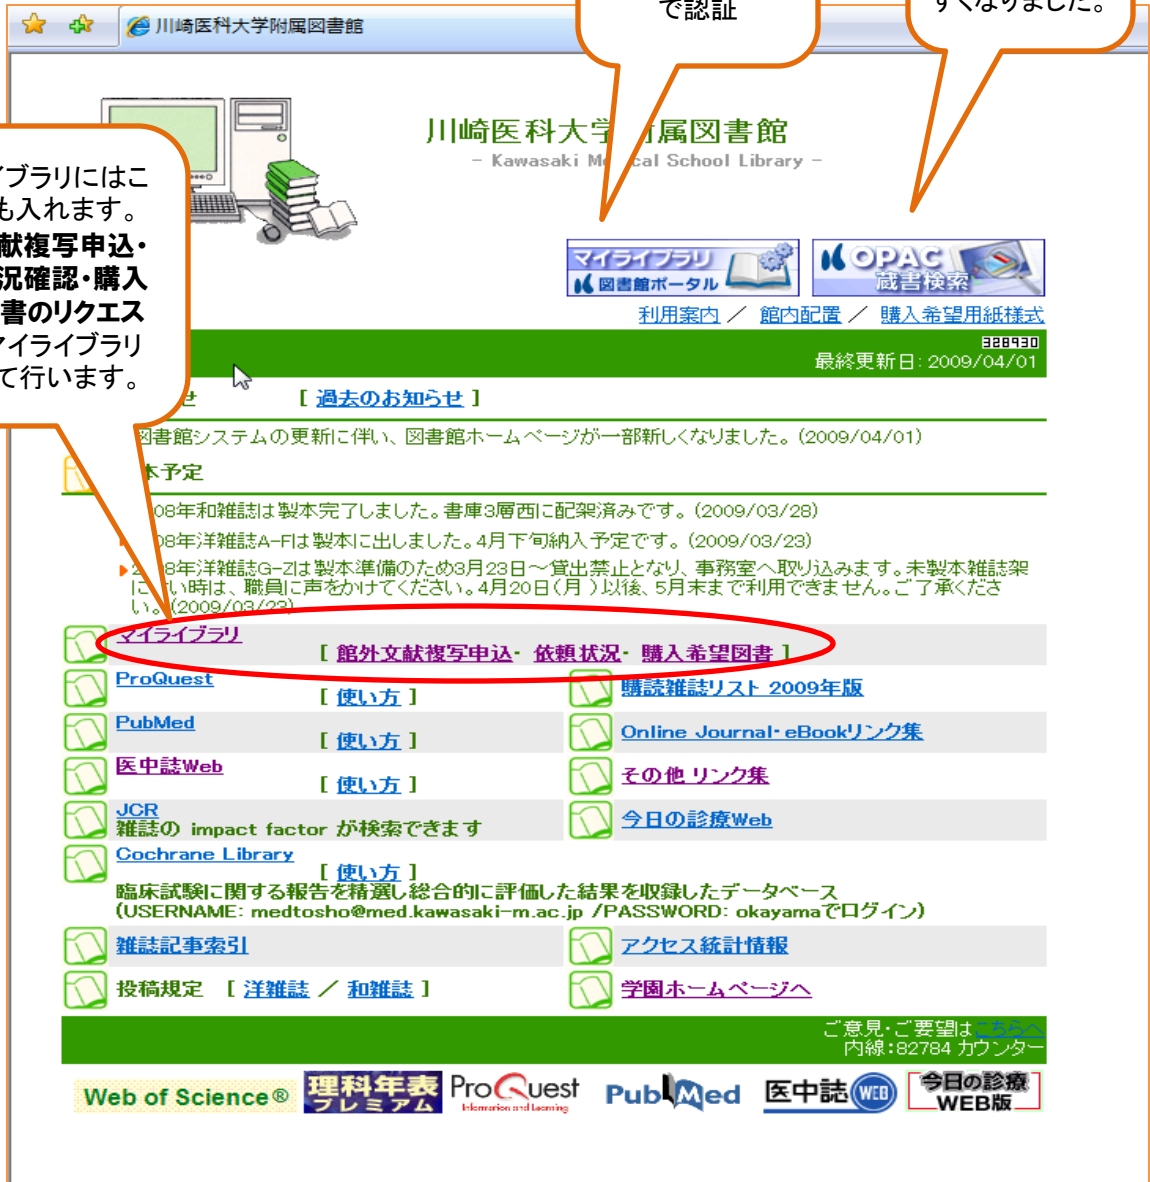 で認証
すくなりました。
川崎医科大学附属図書館
川崎医科大学 属図書館
- Kawasaki Me cal School Library -
イブラリにはこ
も入れます。
献複写申込・
況確認・購入
書のリクエス
マイライブラリ
て行います。
マイライブラリ
図書館ポータル
OPAC
蔵書検索
利用案内 ／ 館内配置 ／ 購入希望用紙様式
328930
最終更新日: 2009/04/01
せ [ 過去のお知らせ ]
図書館システムの更新に伴い、図書館ホームページが一部新しくなりました。(2009/04/01)
本予定
08年和雑誌は製本完了しました。書庫3層西に配架済みです。(2009/03/28)
08年洋雑誌A-Fは製本に出しました。4月下旬納入予定です。(2009/03/23)
2 8年洋雑誌G-Zは製本準備のため3月23日～貸出禁止となり、事務室へ取り込みます。未製本雑誌架
に い時は、職員に声をかけてください。4月20日(月)以後、5月末まで利用できません。ご了承くださ
い。(2009/03/23)
マイライブラリ
[ 館外文献複写申込・ 依頼状況・ 購入希望図書 ]
ProQuest
[ 使い方 ]
購読雑誌リスト 2009年版
PubMed
[ 使い方 ]
Online Journal・eBookリンク集
医中誌Web
[ 使い方 ]
その他 リンク集
JCR
雑誌の impact factor が検索できます
今日の診療Web
Cochrane Library
[ 使い方 ]
臨床試験に関する報告を精選し総合的に評価した結果を収録したデータベース
(USERNAME: medtosho@med.kawasaki-m.ac.jp /PASSWORD: okayamaでログイン)
雑誌記事索引
アクセス統計情報
投稿規定 [ 洋雑誌 ／ 和雑誌 ]
学園ホームページへ
ご意見・ご要望はこちらへ
内線:82784 カウンター
Web of Science®
理科年表
プレミアム
ProQuest
Information and Learning
PubMed
医中誌 WEB
今日の診療
WEB版